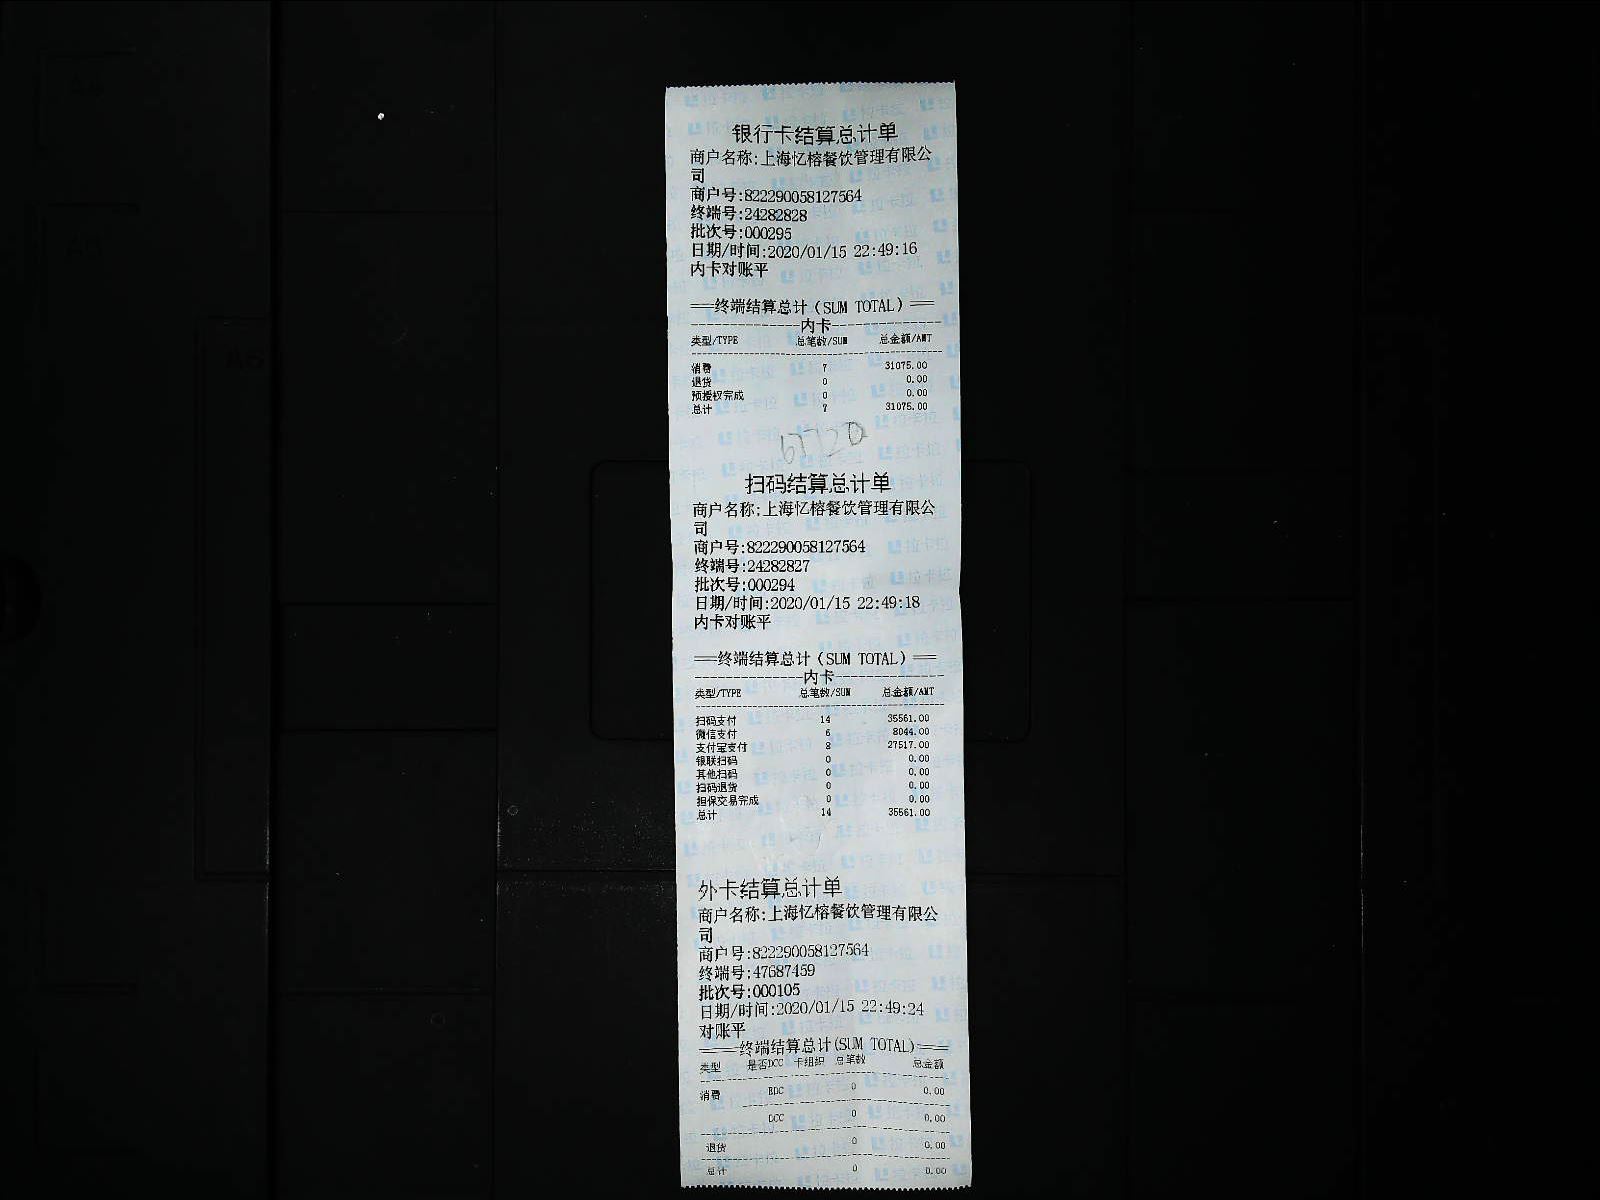 银行卡结算总计单
商户名称:上海忆榕餐饮管理有限公
司
商户号:822290058127564
终端号:24282828
批次号:000295
日期/时间:2020/01/15 22:49:16
内卡对账平
===终端结算总计(SUM TOTAL)===
---------------内卡---------------
类型/TYPE 总笔数/SUM 总金额/AMT
消费 7 31075.00
退货 0 0.00
预授权完成 0 0.00
总计 7 31075.00
扫码结算总计单
商户名称:上海忆榕餐饮管理有限公
司
商户号:822290058127564
终端号:24282827
批次号:000294
日期/时间:2020/01/15 22:49:18
内卡对账平
===终端结算总计(SUM TOTAL)===
---------------内卡---------------
类型/TYPE 总笔数/SUM 总金额/AMT
扫码支付 14 35561.00
微信支付 6 8044.00
支付宝支付 8 27517.00
银联扫码 0 0.00
其他扫码 0 0.00
扫码退货 0 0.00
担保交易完成 0 0.00
总计 14 35561.00
外卡结算总计单
商户名称:上海忆榕餐饮管理有限公
司
商户号:822290058127564
终端号:47687459
批次号:000105
日期/时间:2020/01/15 22:49:24
对账平
=====终端结算总计(SUM TOTAL)====
类型 是否DCC 卡组织 总笔数 总金额
消费 EDC 0 0.00
DCC 0 0.00
退货 0 0.00
总计 0 0.00